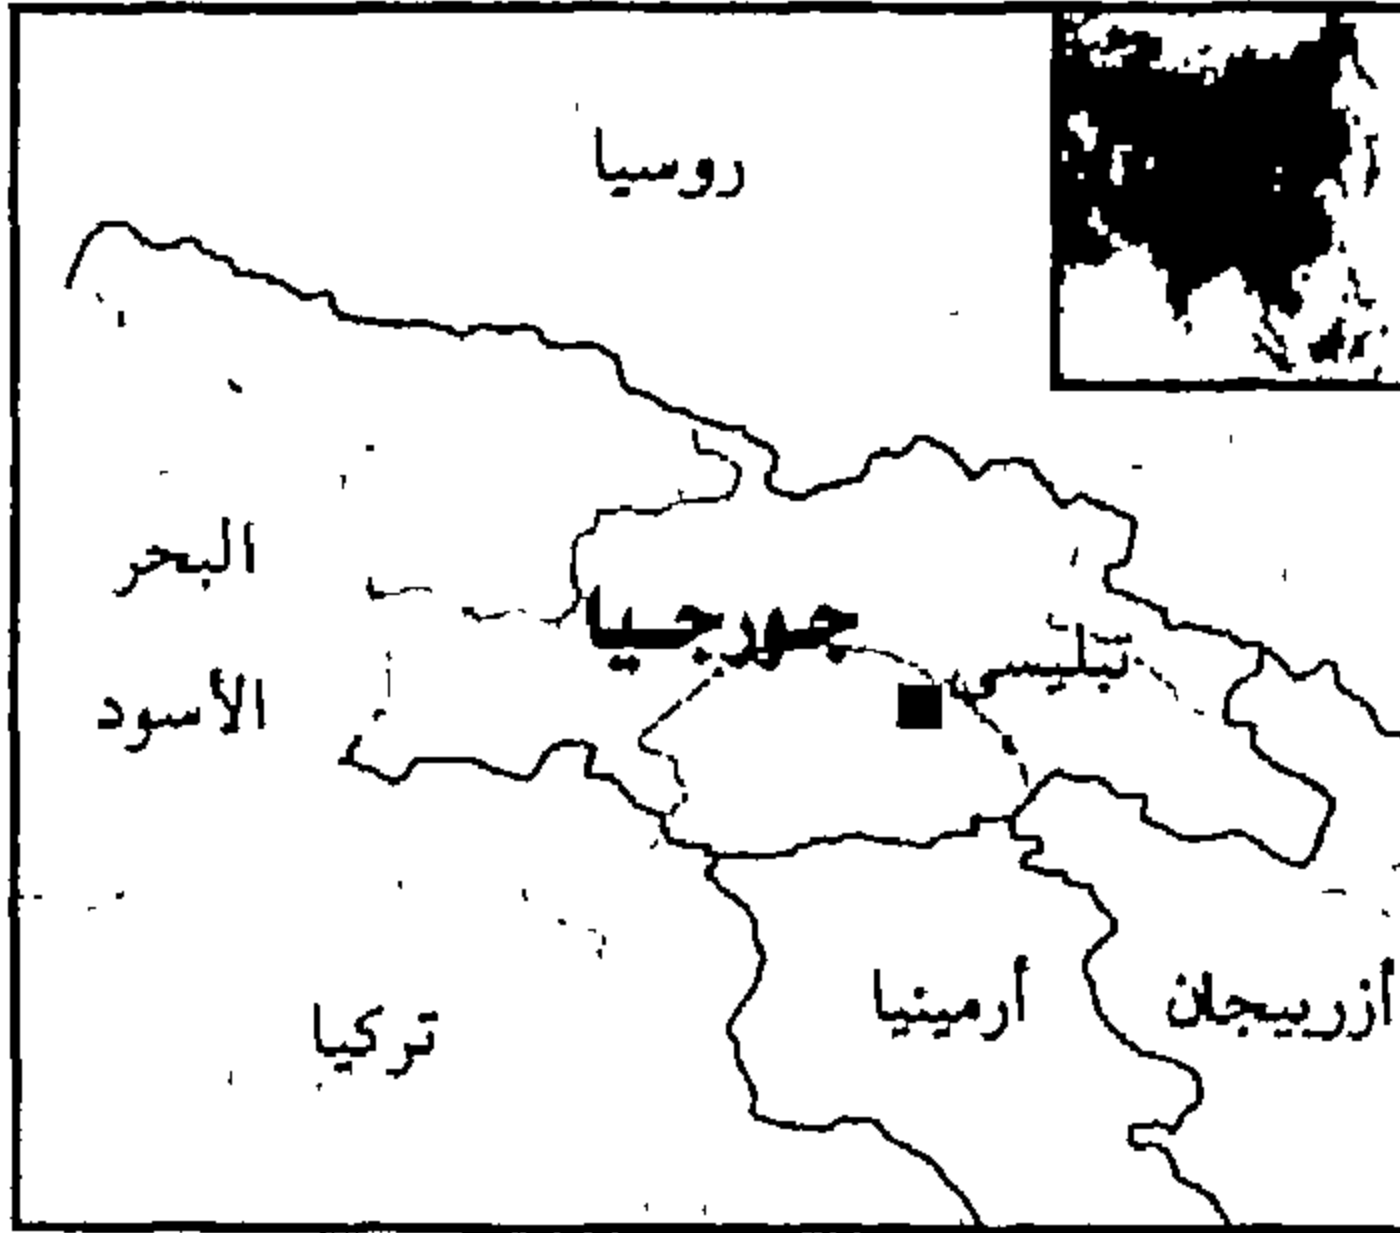 روسيا
البحر
الأسود
جورجيا
تبليسي
تركيا
أرمينيا
أزربيجان